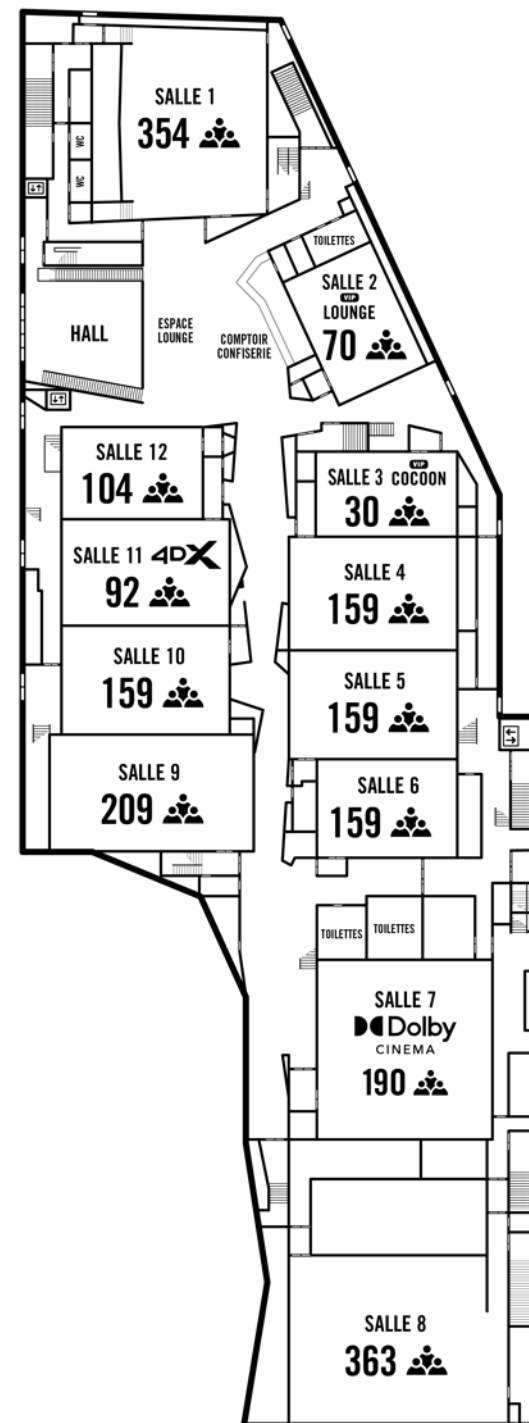 SALLE 1
354
WC
WC
TOILETTES
SALLE 2
VIP
LOUNGE
70
HALL
ESPACE
LOUNGE
COMPTOIR
CONFISERIE
SALLE 12
104
VIP
SALLE 3 COCOON
30
SALLE 11 4DX
92
SALLE 4
159
SALLE 10
159
SALLE 5
159
SALLE 9
209
SALLE 6
159
TOILETTES
TOILETTES
SALLE 7
Dolby
CINEMA
190
SALLE 8
363